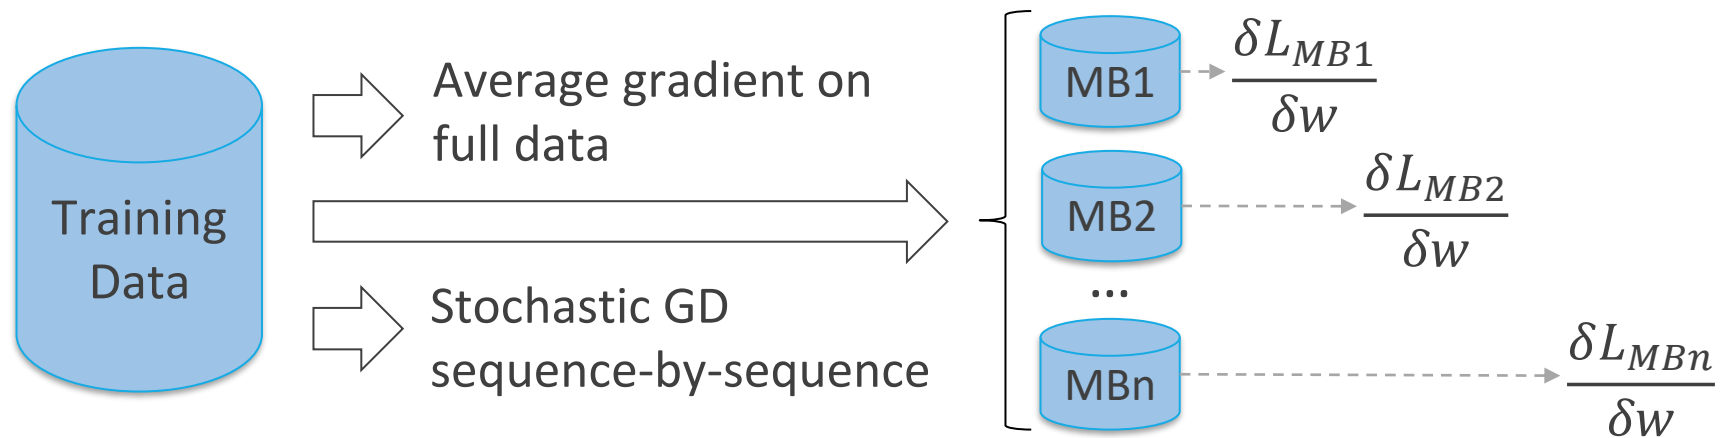 Training
Data
Average gradient on
full data
Stochastic GD
sequence-by-sequence
MB1
δL_MB1
δw
MB2
δL_MB2
δw
...
MBn
δL_MBn
δw